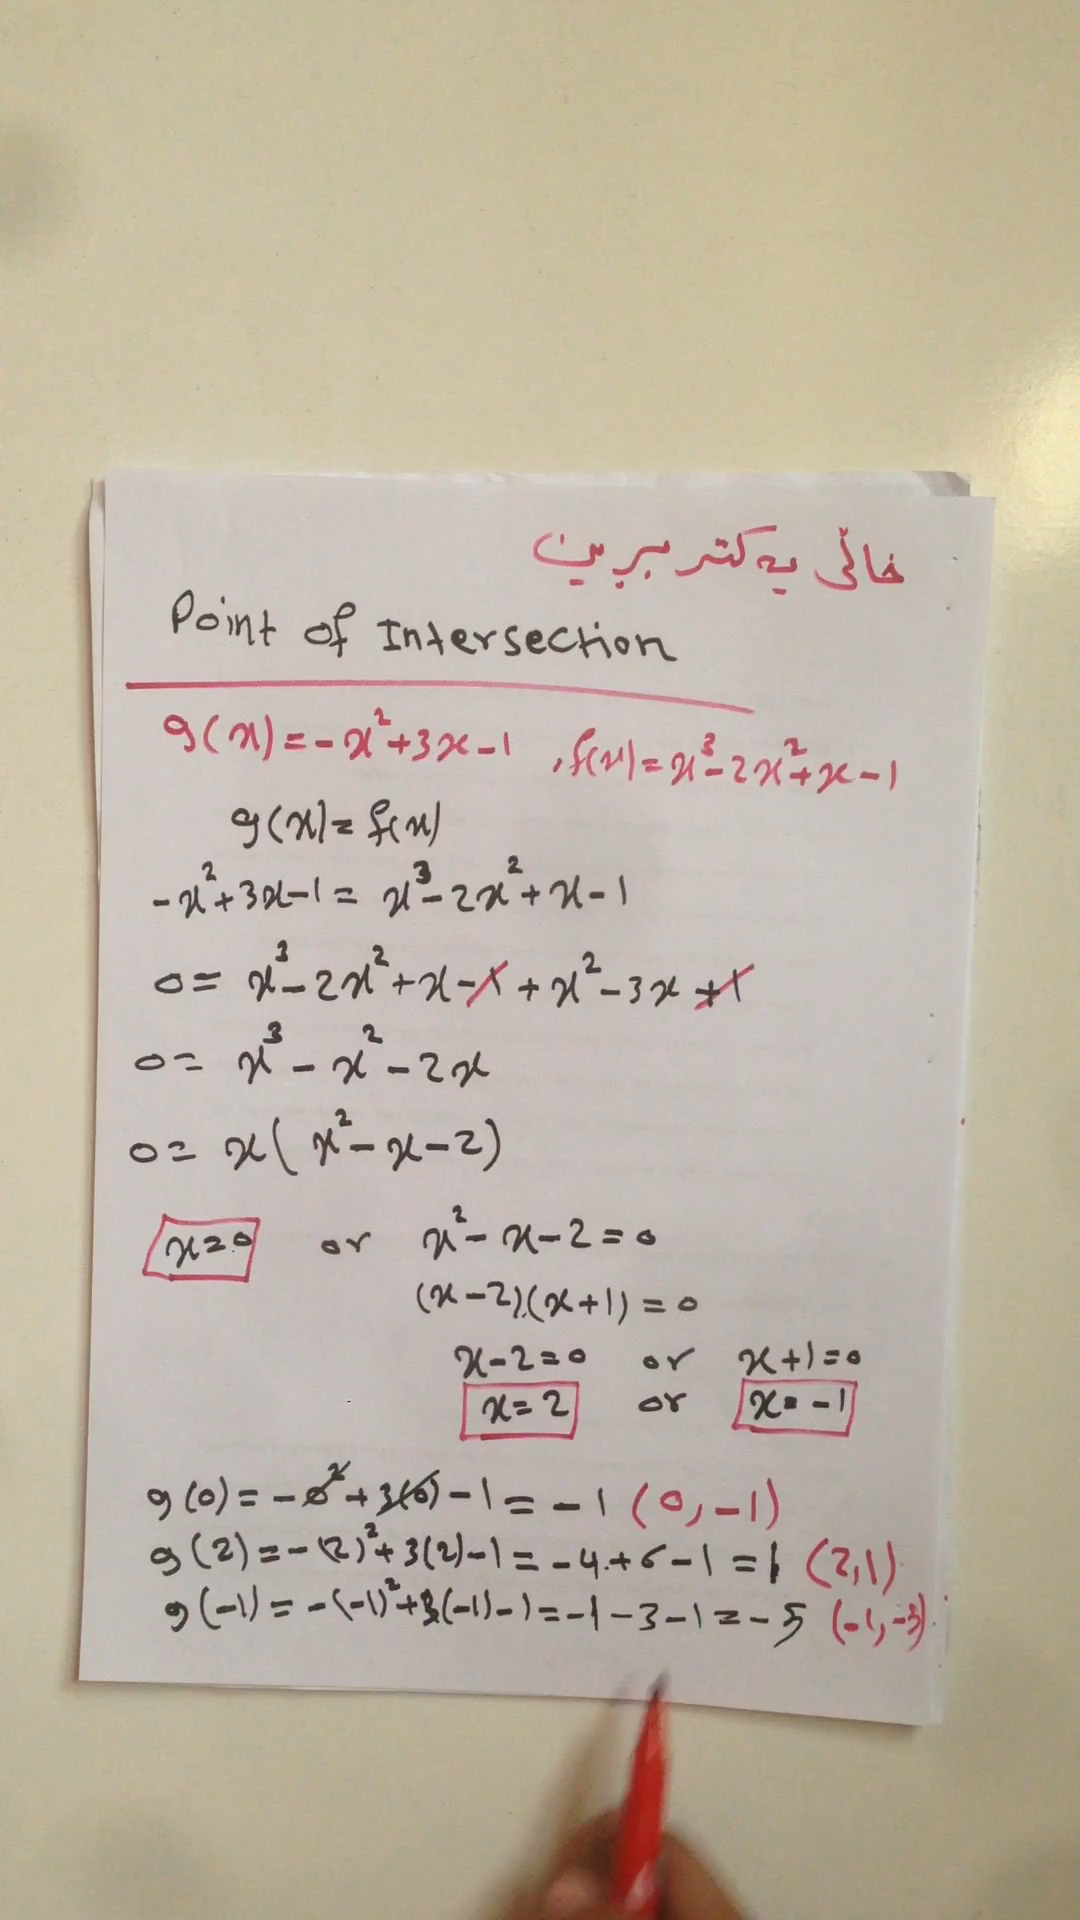 خاڵی یەکتر بڕین
Point of Intersection
g(x)=-x²+3x-1 , f(x)=x³-2x²+x-1
g(x)=f(x)
-x²+3x-1=x³-2x²+x-1
0=x³-2x²+x-1+x²-3x+1
0=x³-x²-2x
0=x(x²-x-2)
x=0 or x²-x-2=0
(x-2).(x+1)=0
x-2=0 or x+1=0
x=2 or x=-1
g(0)=-0²+3(0)-1=-1 (0,-1)
g(2)=-(2)²+3(2)-1=-4+6-1=1 (2,1)
g(-1)=-(-1)²+3(-1)-1=-1-3-1=-5 (-1,-5)